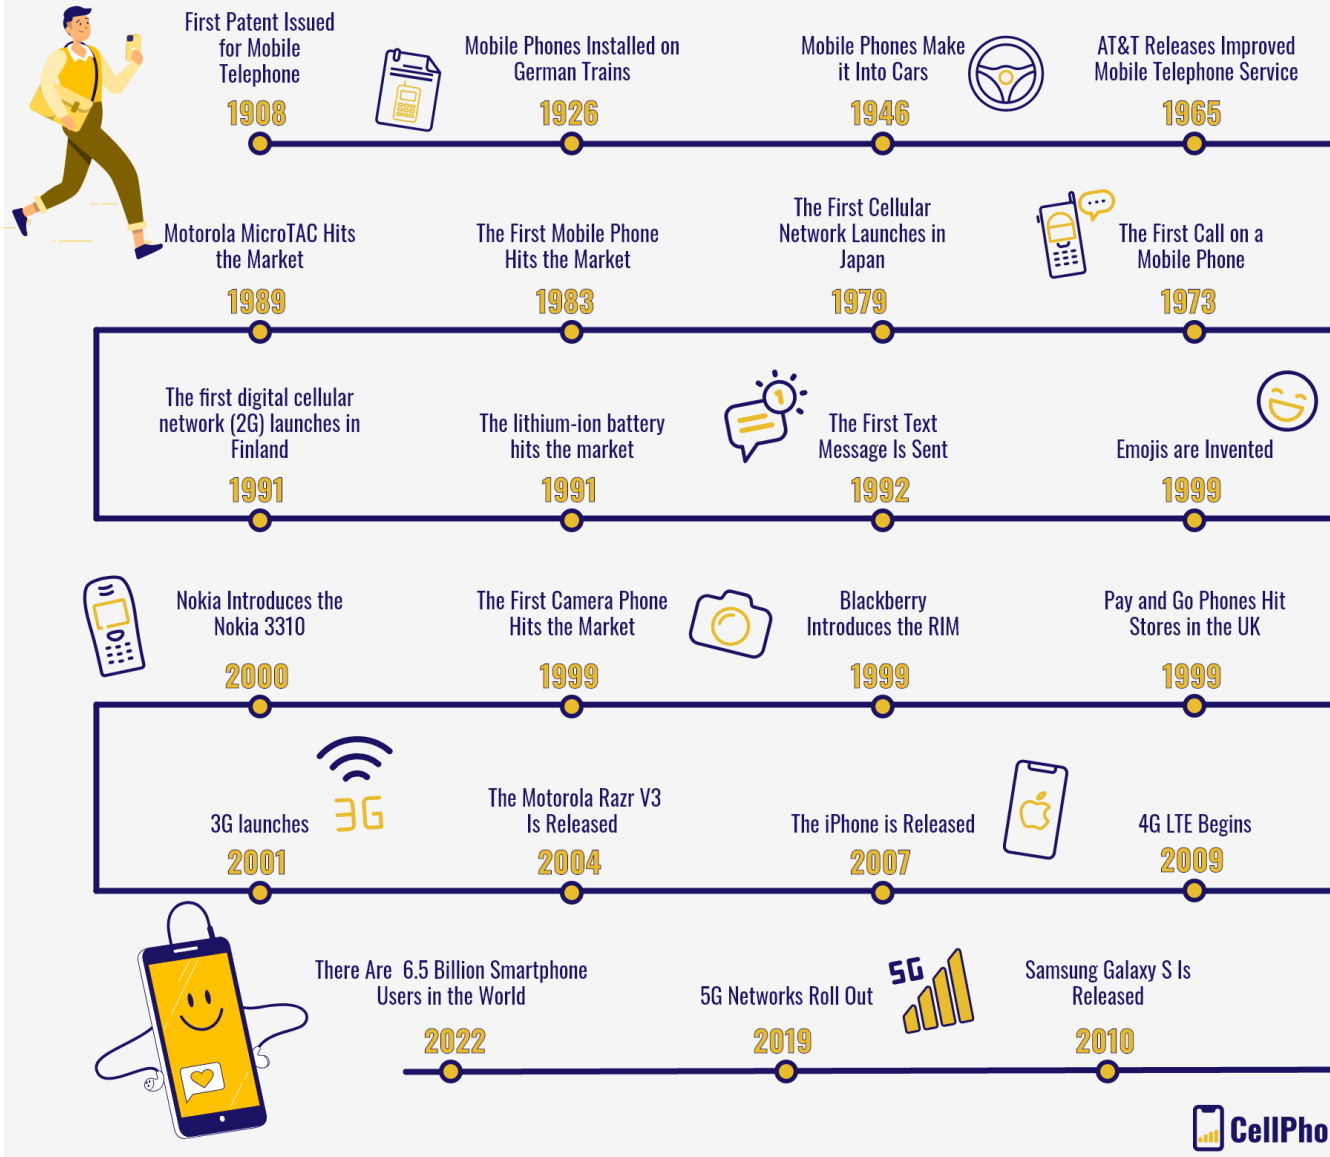 First Patent Issued
for Mobile
Telephone
1908
Mobile Phones Installed on
German Trains
1926
Mobile Phones Make
it Into Cars
1946
AT&T Releases Improved
Mobile Telephone Service
1965
Motorola MicroTAC Hits
the Market
1989
The First Mobile Phone
Hits the Market
1983
The First Cellular
Network Launches in
Japan
1979
The First Call on a
Mobile Phone
1973
The first digital cellular
network (2G) launches in
Finland
1991
The lithium-ion battery
hits the market
1991
1
The First Text
Message Is Sent
1992
Emojis are Invented
1999
Nokia Introduces the
Nokia 3310
2000
The First Camera Phone
Hits the Market
1999
Blackberry
Introduces the RIM
1999
Pay and Go Phones Hit
Stores in the UK
1999
3G launches
2001
3G
The Motorola Razr V3
Is Released
2004
The iPhone is Released
2007
4G LTE Begins
2009
There Are 6.5 Billion Smartphone
Users in the World
2022
5G Networks Roll Out
2019
5G
Samsung Galaxy S Is
Released
2010
CellPho